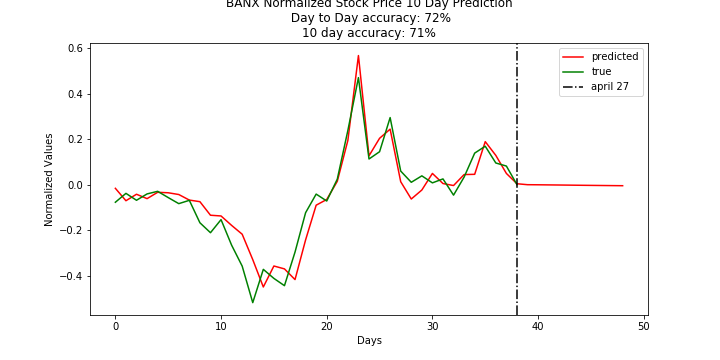 BANX Normalized Stock Price 10 Day Prediction
Day to Day accuracy: 72%
10 day accuracy: 71%
0.6
0.4
0.2
0.0
−0.2
−0.4
Normalized Values
0
10
20
30
40
50
Days
predicted
true
april 27